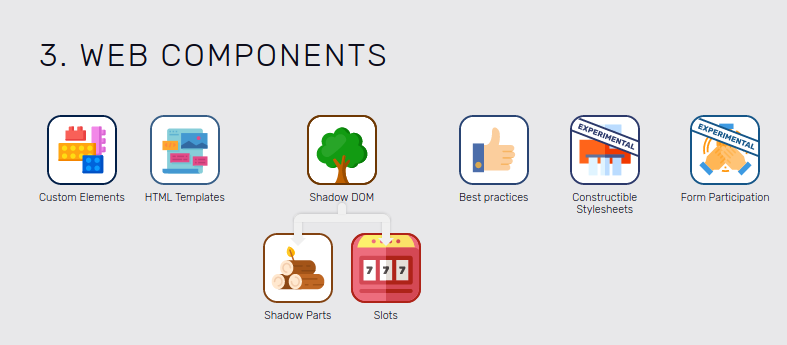 3. WEB COMPONENTS
EXPERIMENTAL
EXPERIMENTAL
Custom Elements
HTML Templates
Shadow DOM
Best practices
Constructible
Stylesheets
Form Participation
7 7 7
Shadow Parts
Slots